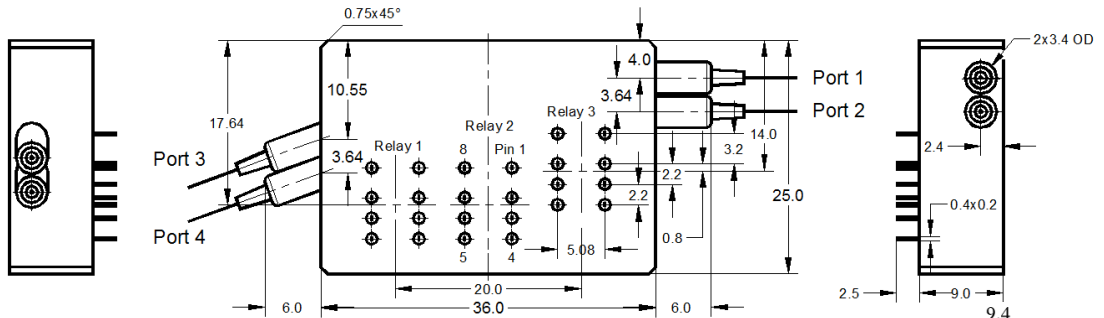 0.75x45°
2x3.4 OD
4.0
Port 1
10.55
3.64
Port 2
17.64
Relay 3
Relay 2
14.0
Relay 1
8
Pin 1
3.2
Port 3
3.64
2.4
2.2
25.0
2.2
0.4x0.2
Port 4
0.8
5
4
5.08
20.0
2.5
9.0
6.0
36.0
6.0
9.4